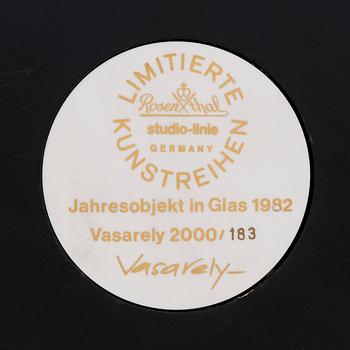 LIMITIERTE
Rosenthal
studio-linie
GERMANY
KUNSTREIHEN
Jahresobjekt in Glas 1982
Vasarely 2000/183
Vasarely